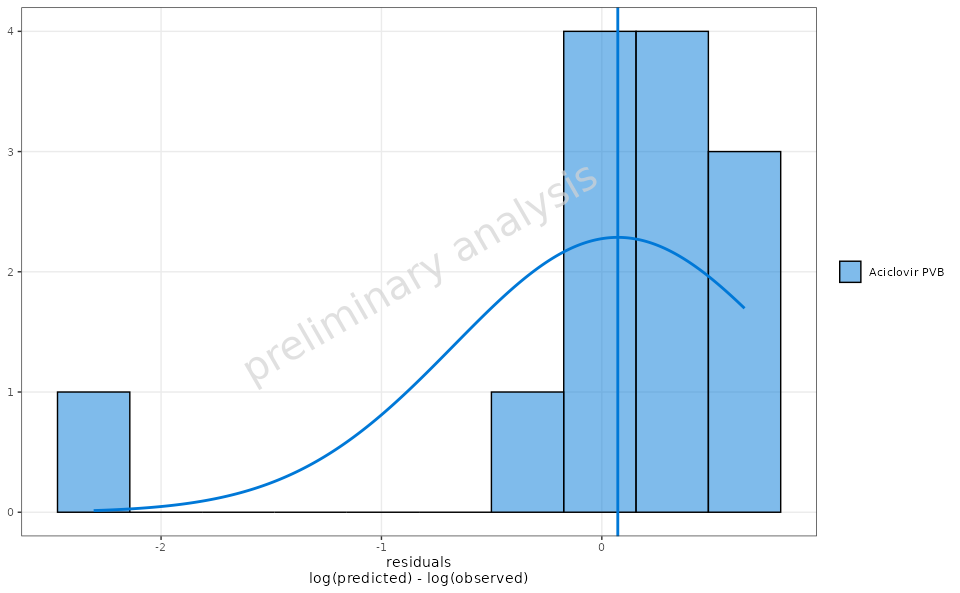 4
3
2
1
0
preliminary analysis
Aciclovir PVB
-2
-1
0
residuals
log(predicted) - log(observed)